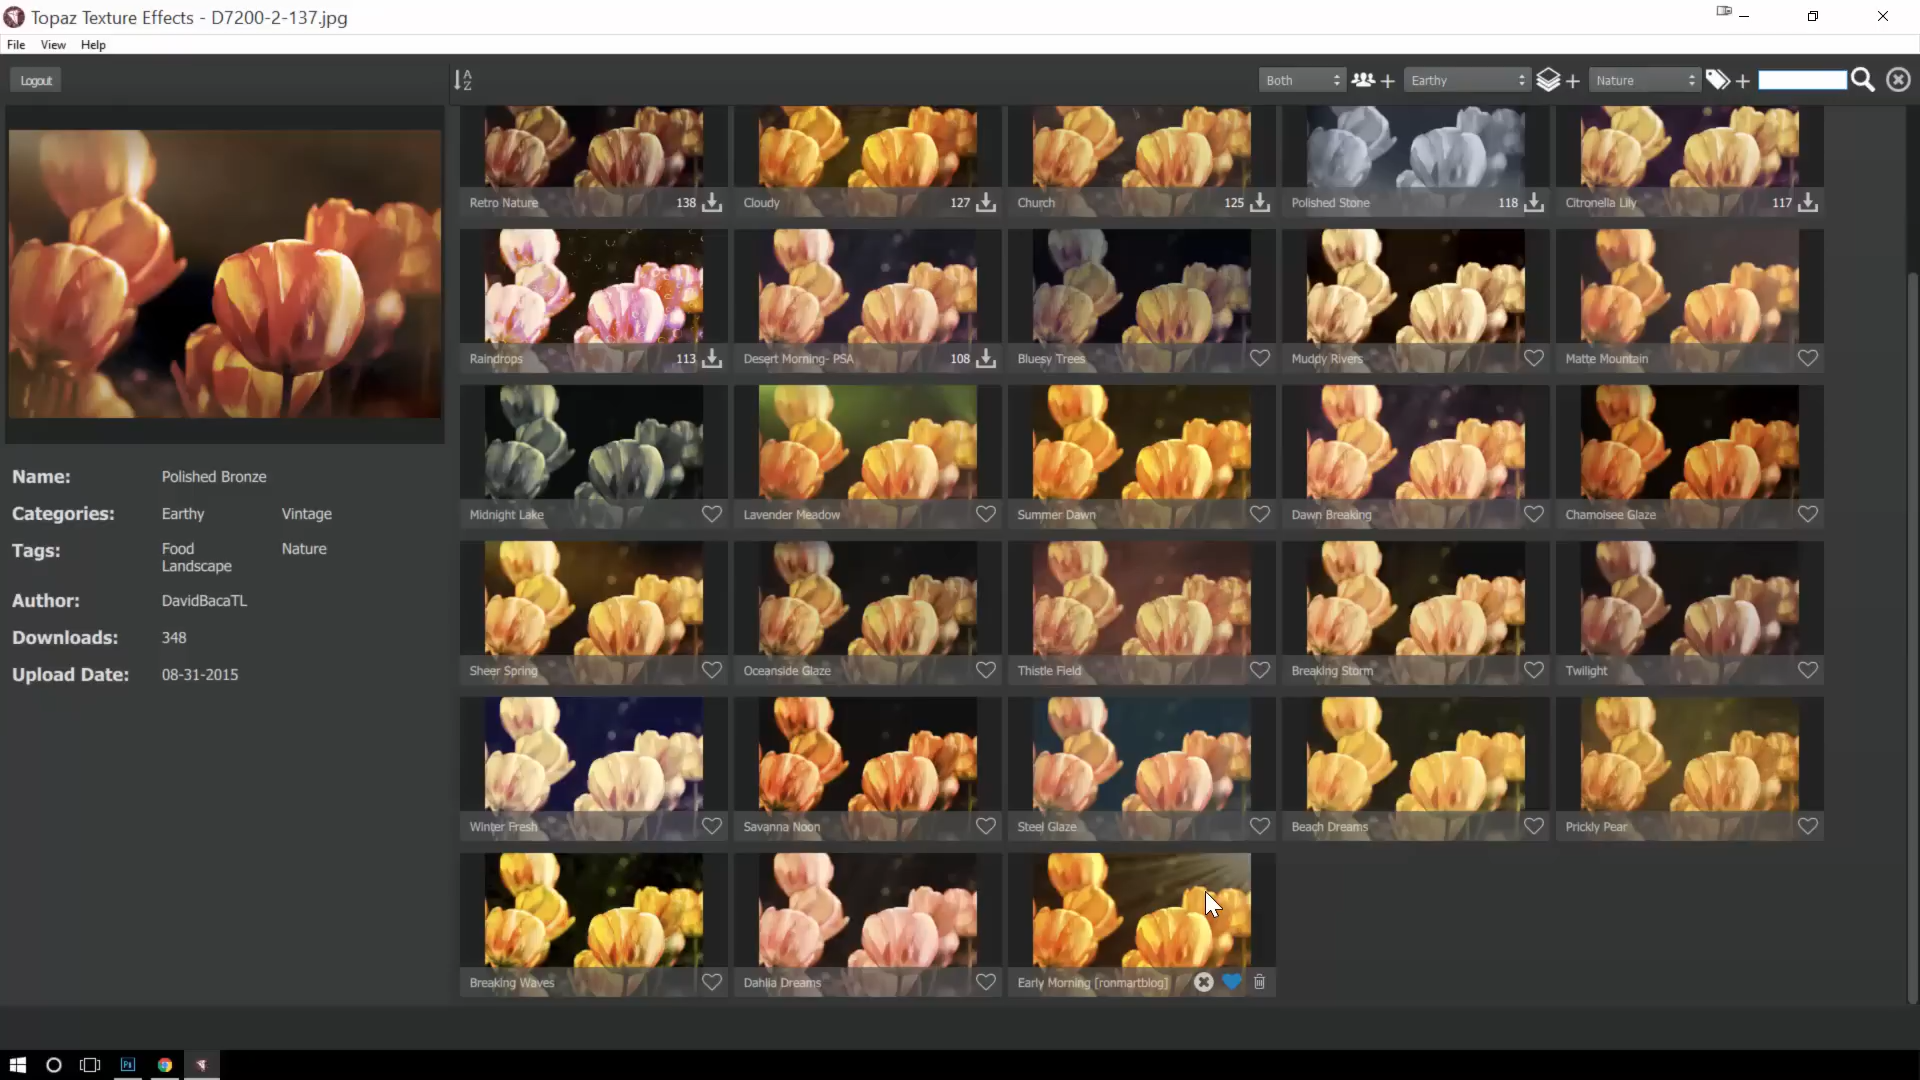 Topaz Texture Effects - D7200-2-137.jpg
File View Help
Logout
A
Z
Both
Earthy
Nature
Retro Nature 138
Cloudy 127
Church 125
Polished Stone 118
Citronella Lily 117
Raindrops 113
Desert Morning- PSA 108
Bluesy Trees
Muddy Rivers
Matte Mountain
Midnight Lake
Lavender Meadow
Summer Dawn
Dawn Breaking
Chamoisee Glaze
Name: Polished Bronze
Categories: Earthy Vintage
Tags: Food Nature
Landscape
Author: DavidBacaTL
Downloads: 348
Upload Date: 08-31-2015
Sheer Spring
Oceanside Glaze
Thistle Field
Breaking Storm
Twilight
Winter Fresh
Savanna Noon
Steel Glaze
Beach Dreams
Prickly Pear
Breaking Waves
Dahlia Dreams
Early Morning [ronmartblog]